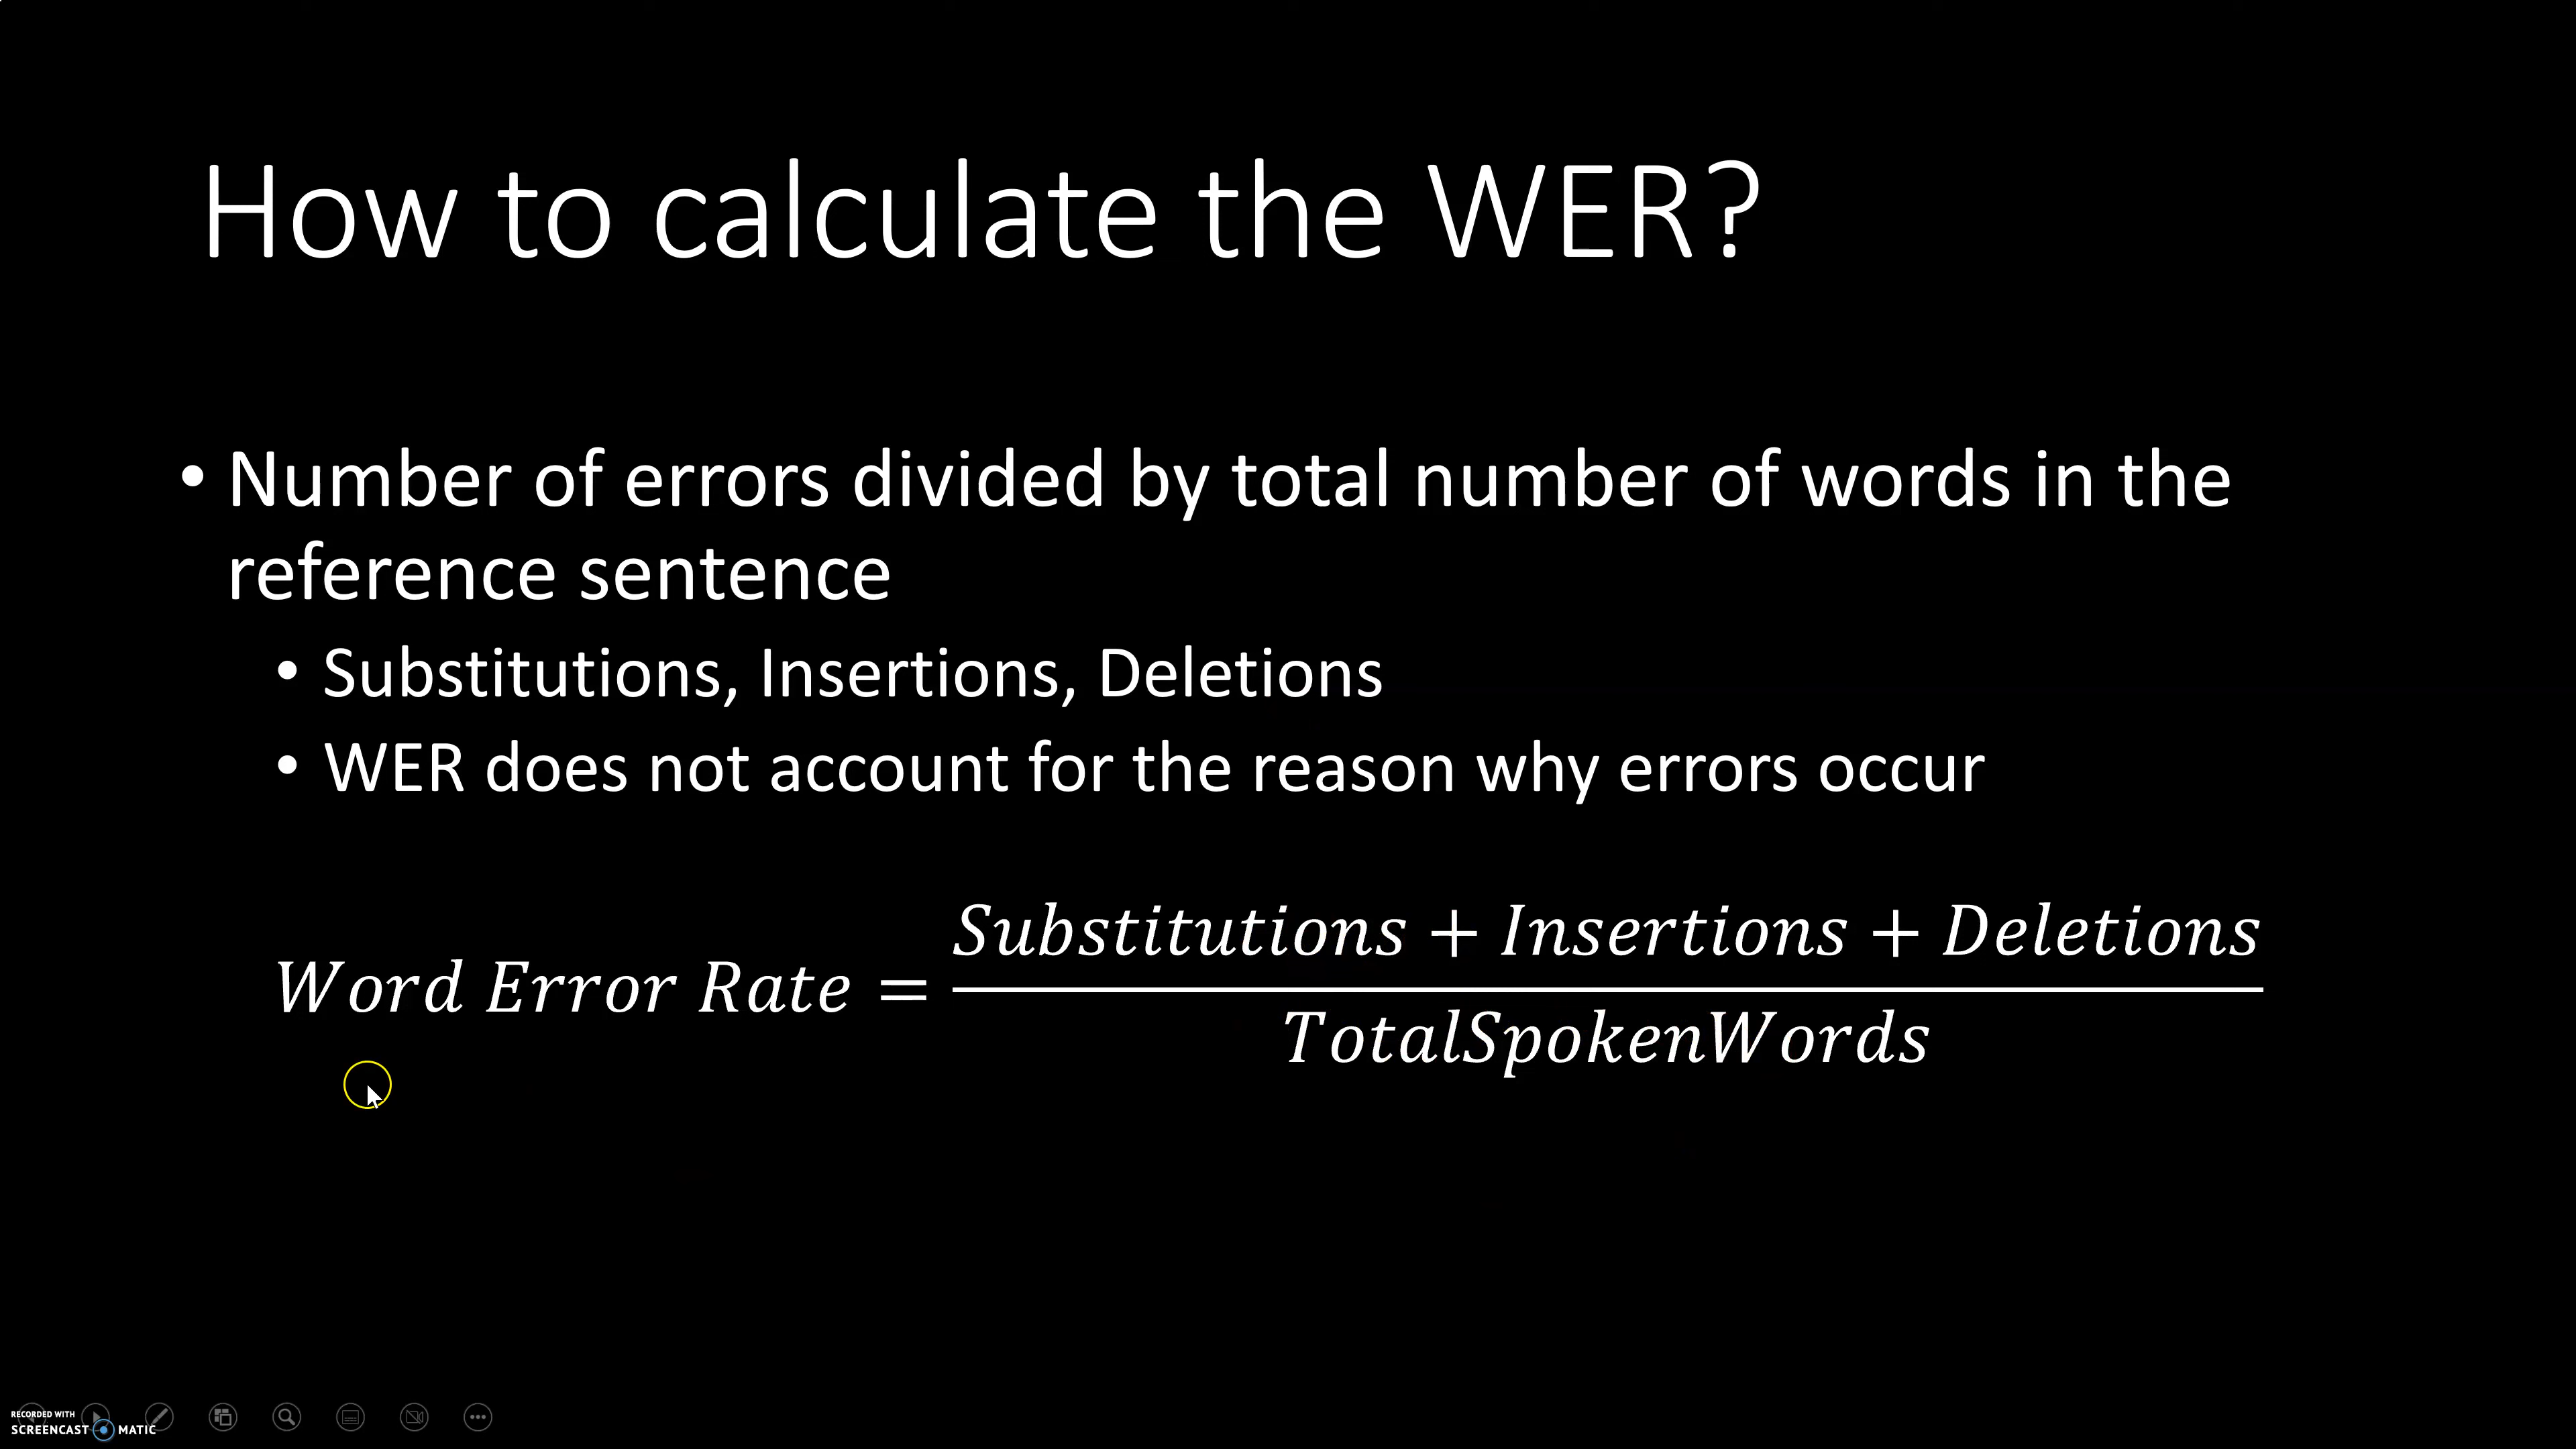 How to calculate the WER?
• Number of errors divided by total number of words in the
reference sentence
• Substitutions, Insertions, Deletions
• WER does not account for the reason why errors occur
Substitutions + Insertions + Deletions
Word Error Rate =
TotalSpokenWords
RECORDED WITH
SCREENCAST MATIC